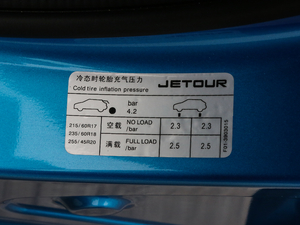 冷态时轮胎充气压力
Cold tire inflation pressure
JETOUR
bar
4.2
215/60R17
235/60R18
255/45R20
空载 NO LOAD /bar 2.3 2.3
满载 FULL LOAD /bar 2.5 2.5